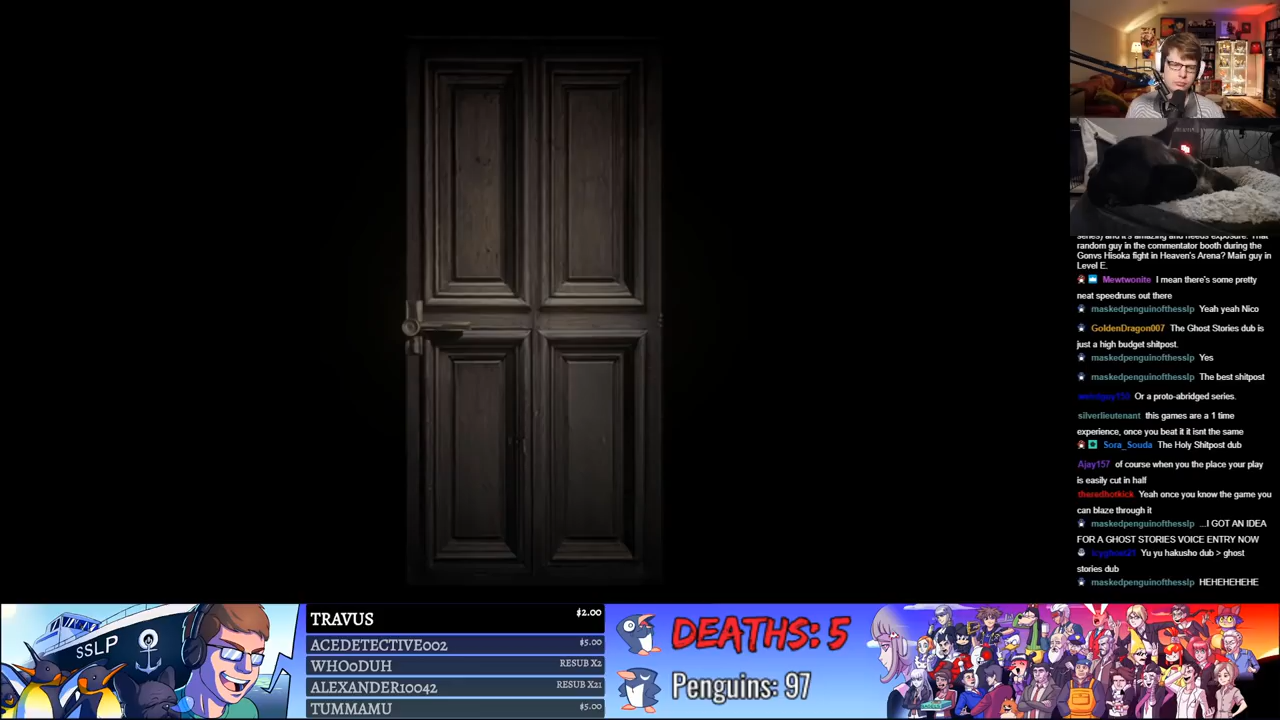 series) and it's amazing and needs exposure. That
random guy in the commentator booth during the
Gonvs Hisoka fight in Heaven's Arena? Main guy in
Level E.
Mewtwonite I mean there's some pretty
neat speedruns out there
maskedpenguinofthesslp Yeah yeah Nico
GoldenDragon007 The Ghost Stories dub is
just a high budget shitpost.
maskedpenguinofthesslp Yes
maskedpenguinofthesslp The best shitpost
Or a proto-abridged series.
silverlieutenant this games are a 1 time
experience, once you beat it it isnt the same
Sora_Souda The Holy Shitpost dub
Ajay157 of course when you the place your play
is easily cut in half
theredhotkick Yeah once you know the game you
can blaze through it
maskedpenguinofthesslp ...I GOT AN IDEA
FOR A GHOST STORIES VOICE ENTRY NOW
Yu yu hakusho dub > ghost
stories dub
maskedpenguinofthesslp HEHEHEHEHE
SSLP
TRAVUS $2.00
ACEDETECTIVE002 $5.00
WHO0DUH RESUB X2
ALEXANDER10042 RESUB X21
TUMMAMU $5.00
DEATHS: 5
Penguins: 97